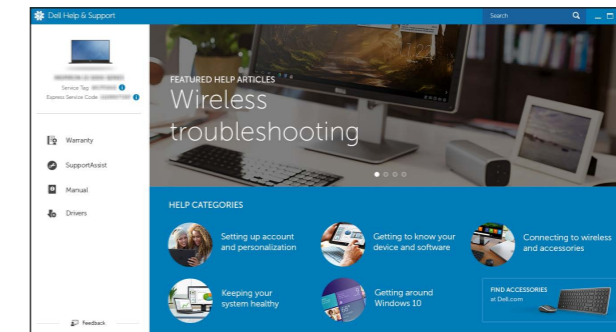 Dell Help & Support
Search
Service Tag:
Express Service Code:
Warranty
SupportAssist
Manual
Drivers
Feedback
FEATURED HELP ARTICLES
Wireless
troubleshooting
HELP CATEGORIES
Setting up account
and personalization
Getting to know your
device and software
Connecting to wireless
and accessories
Keeping your
system healthy
Getting around
Windows 10
FIND ACCESSORIES
at Dell.com